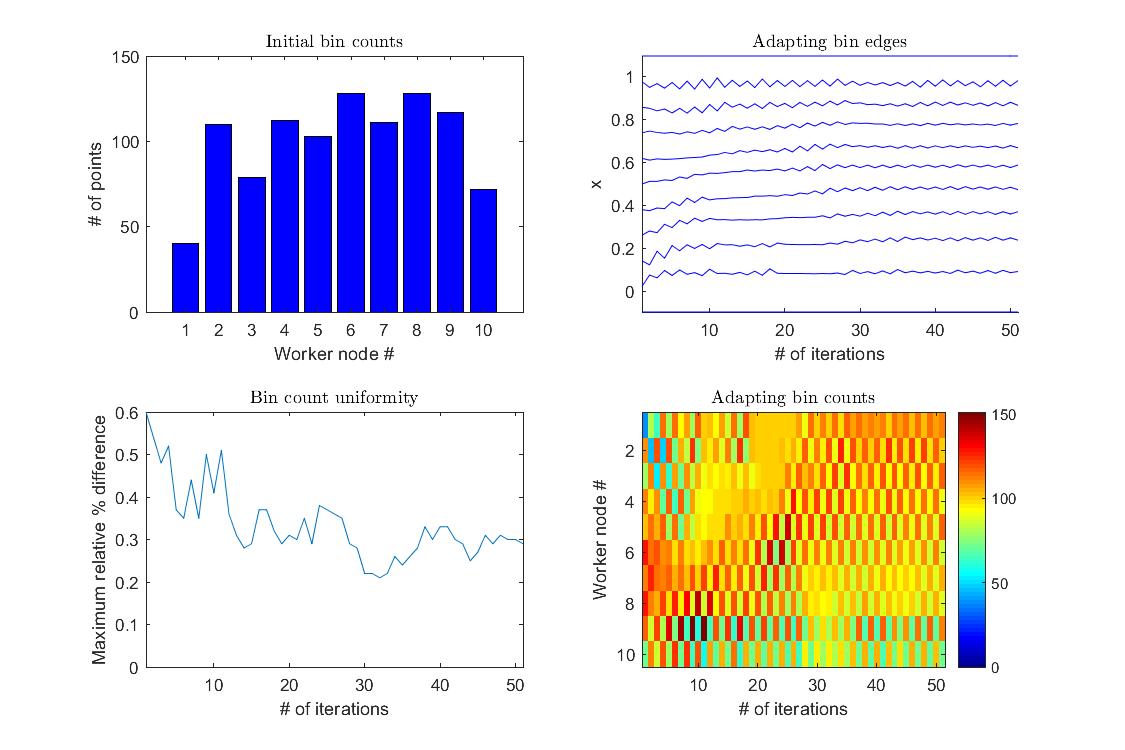 Initial bin counts
150
100
50
0
# of points
1 2 3 4 5 6 7 8 9 10
Worker node #
Adapting bin edges
1
0.8
0.6
0.4
0.2
0
x
10 20 30 40 50
# of iterations
Bin count uniformity
0.6
0.5
0.4
0.3
0.2
0.1
0
Maximum relative % difference
10 20 30 40 50
# of iterations
Adapting bin counts
2
4
6
8
10
Worker node #
10 20 30 40 50
# of iterations
150
100
50
0